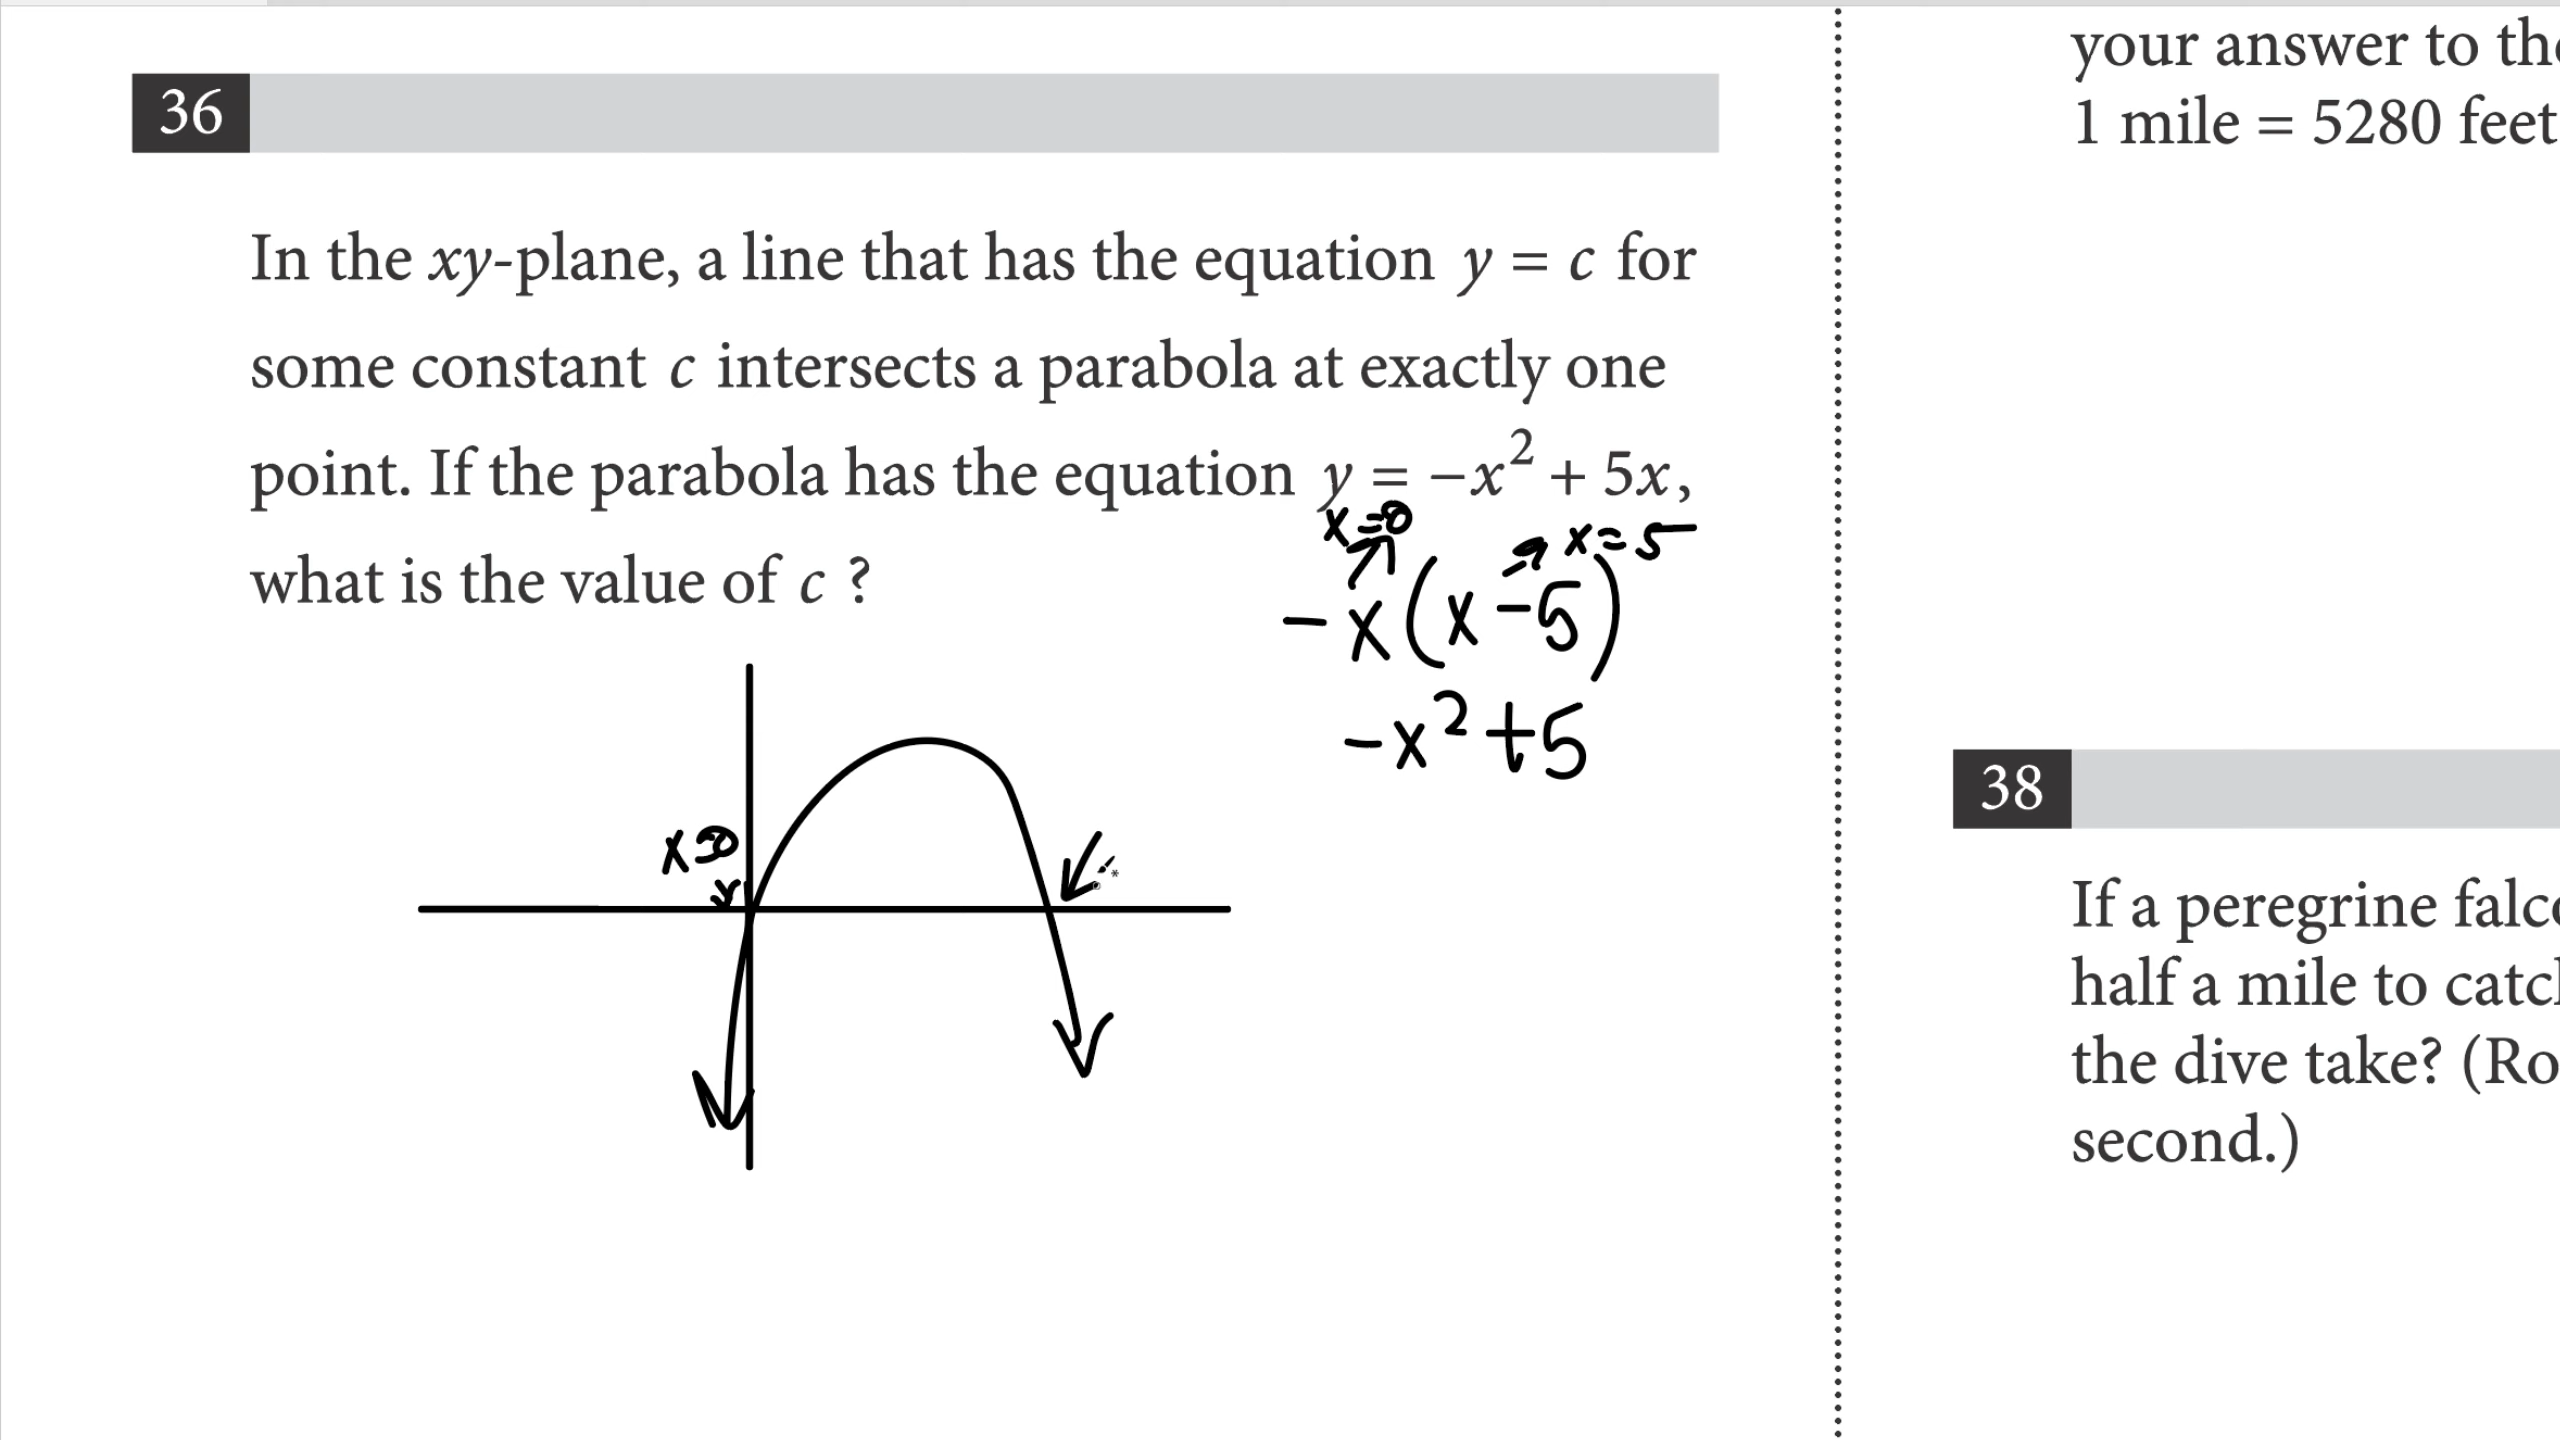 36
In the xy-plane, a line that has the equation y = c for
some constant c intersects a parabola at exactly one
point. If the parabola has the equation y = −x² + 5x,
what is the value of c ?
x=0
x=5
-x(x-5)
-x²+5
x=0
your answer to the
1 mile = 5280 feet
38
If a peregrine falco
half a mile to catc
the dive take? (Ro
second.)